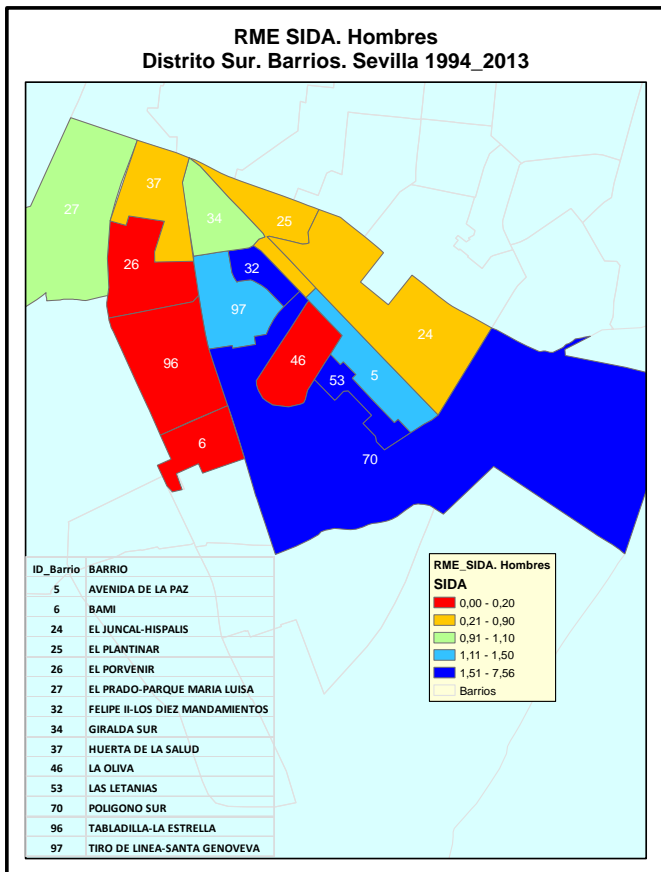 RME SIDA. Hombres
Distrito Sur. Barrios. Sevilla 1994_2013
37
27
34
25
26
32
97
24
96
46
53
5
6
70
ID_Barrio BARRIO
5 AVENIDA DE LA PAZ
6 BAMI
24 EL JUNCAL-HISPALIS
25 EL PLANTINAR
26 EL PORVENIR
27 EL PRADO-PARQUE MARIA LUISA
32 FELIPE II-LOS DIEZ MANDAMIENTOS
34 GIRALDA SUR
37 HUERTA DE LA SALUD
46 LA OLIVA
53 LAS LETANIAS
70 POLIGONO SUR
96 TABLADILLA-LA ESTRELLA
97 TIRO DE LINEA-SANTA GENOVEVA
RME_SIDA. Hombres
SIDA
0,00 - 0,20
0,21 - 0,90
0,91 - 1,10
1,11 - 1,50
1,51 - 7,56
Barrios